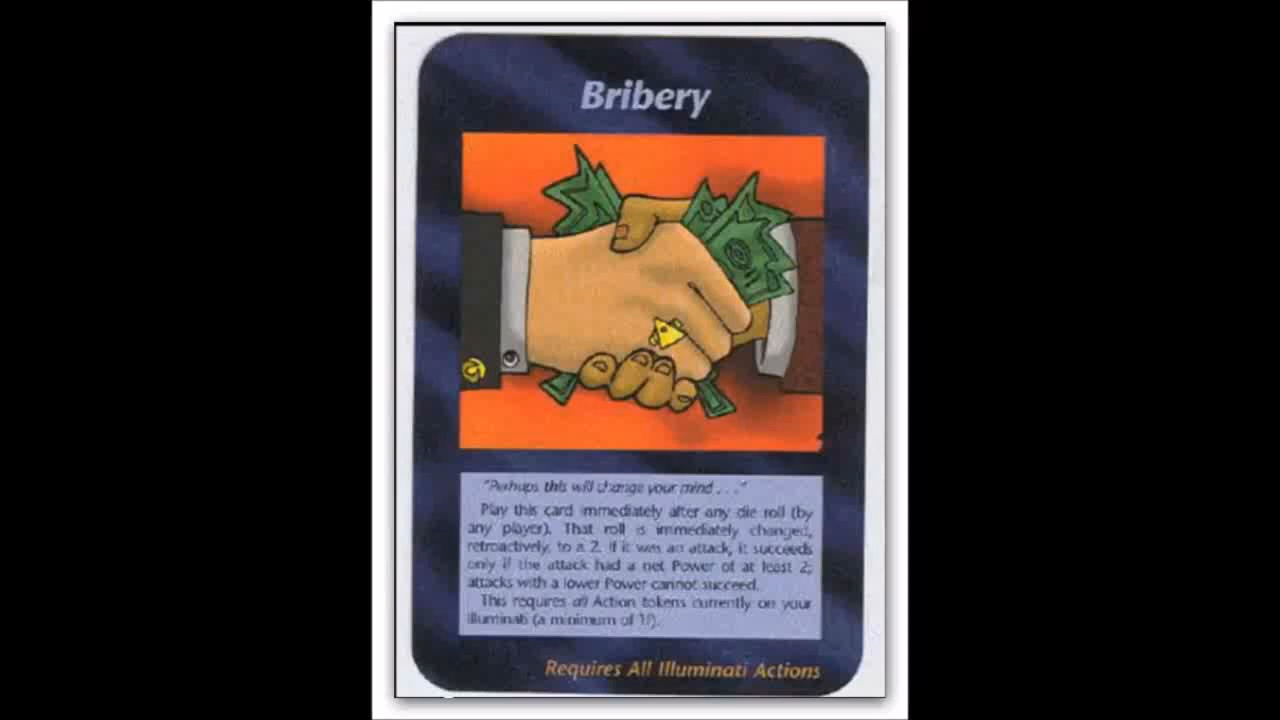 Bribery
"Perhaps this will change your mind . . ."
Play this card immediately after any die roll (by
any player). That roll is immediately changed,
retroactively, to a 2. If it was an attack, it succeeds
only if the attack had a net Power of at least 2;
attacks with a lower Power cannot succeed.
This requires all Action tokens currently on your
Illuminati (a minimum of 1!).
Requires All Illuminati Actions